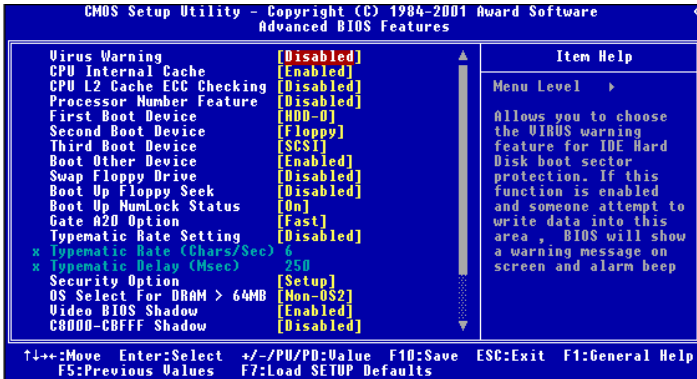 CMOS Setup Utility - Copyright (C) 1984-2001 Award Software
Advanced BIOS Features
Virus Warning [Disabled]
CPU Internal Cache [Enabled]
CPU L2 Cache ECC Checking [Disabled]
Processor Number Feature [Disabled]
First Boot Device [HDD-0]
Second Boot Device [Floppy]
Third Boot Device [SCSI]
Boot Other Device [Enabled]
Swap Floppy Drive [Disabled]
Boot Up Floppy Seek [Disabled]
Boot Up NumLock Status [On]
Gate A20 Option [Fast]
Typematic Rate Setting [Disabled]
x Typematic Rate (Chars/Sec) 6
x Typematic Delay (Msec) 250
Security Option [Setup]
OS Select For DRAM > 64MB [Non-OS2]
Video BIOS Shadow [Enabled]
C8000-CBFFF Shadow [Disabled]
Item Help
Menu Level ▸
Allows you to choose
the VIRUS warning
feature for IDE Hard
Disk boot sector
protection. If this
function is enabled
and someone attempt to
write data into this
area , BIOS will show
a warning message on
screen and alarm beep
↑↓→←:Move Enter:Select +/-/PU/PD:Value F10:Save ESC:Exit F1:General Help
F5:Previous Values F7:Load SETUP Defaults